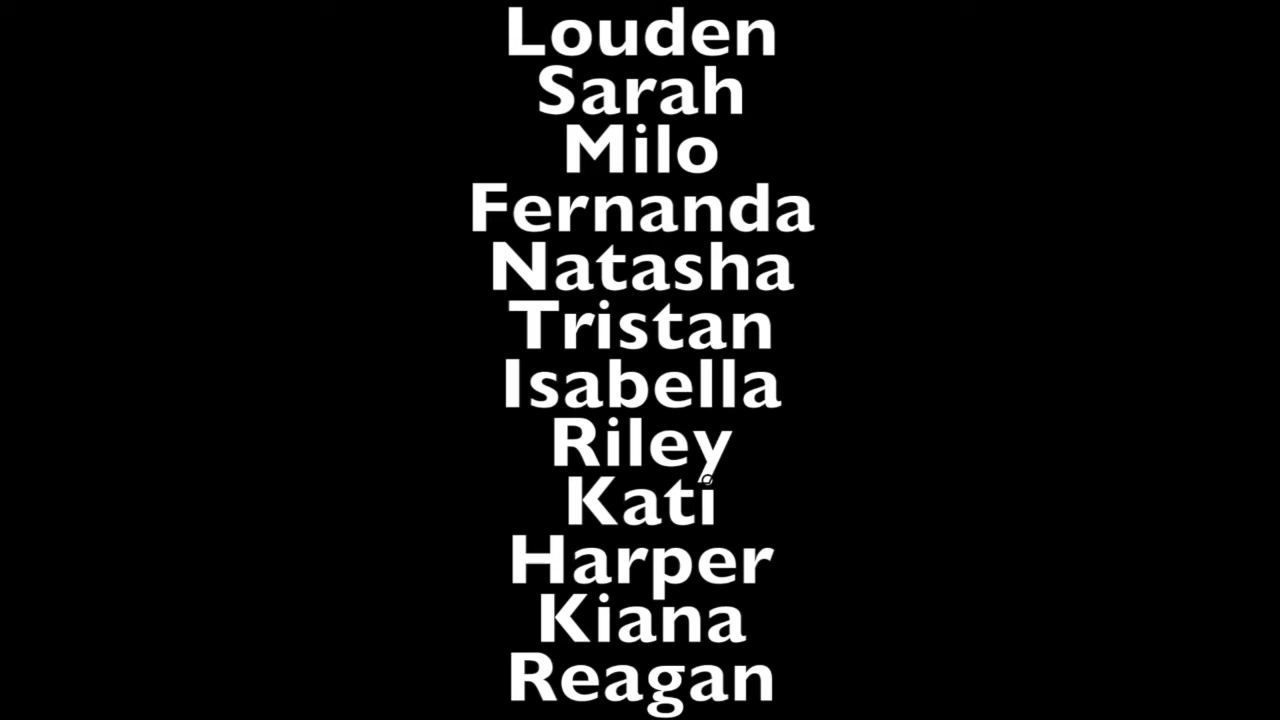 Louden
Sarah
Milo
Fernanda
Natasha
Tristan
Isabella
Riley
Kati
Harper
Kiana
Reagan